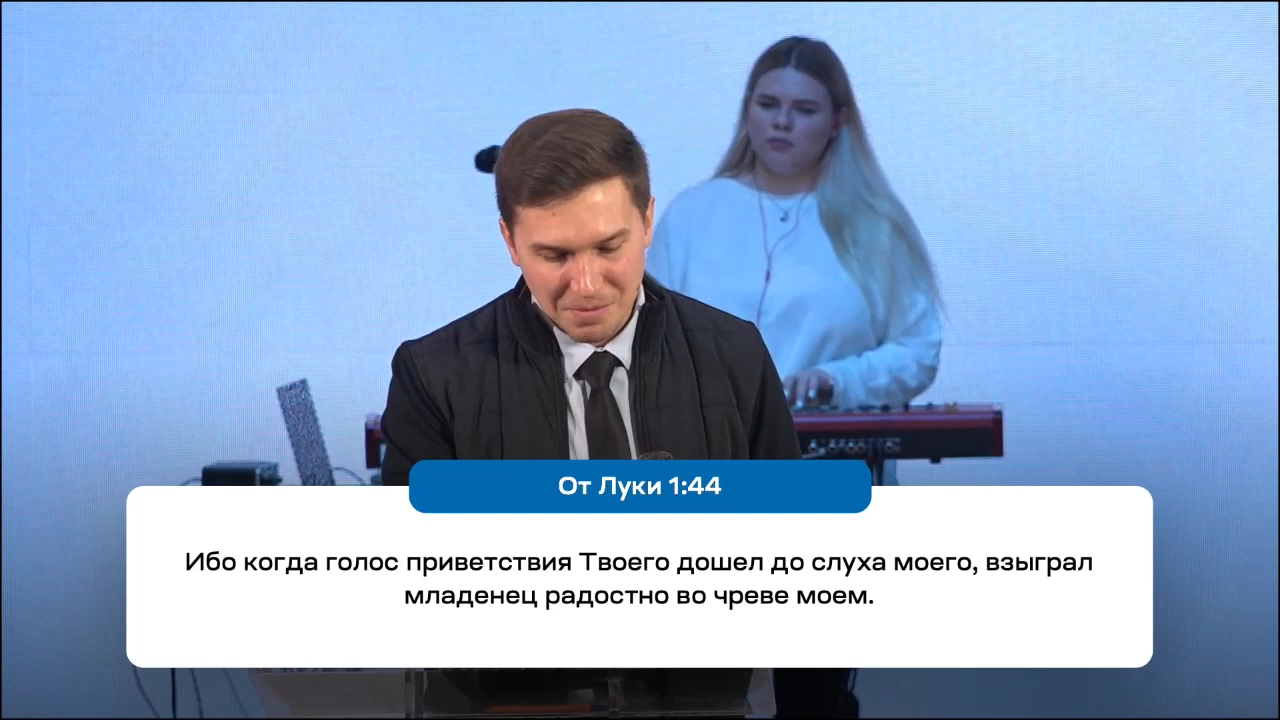 От Луки 1:44
Ибо когда голос приветствия Твоего дошел до слуха моего, взыграл
младенец радостно во чреве моем.